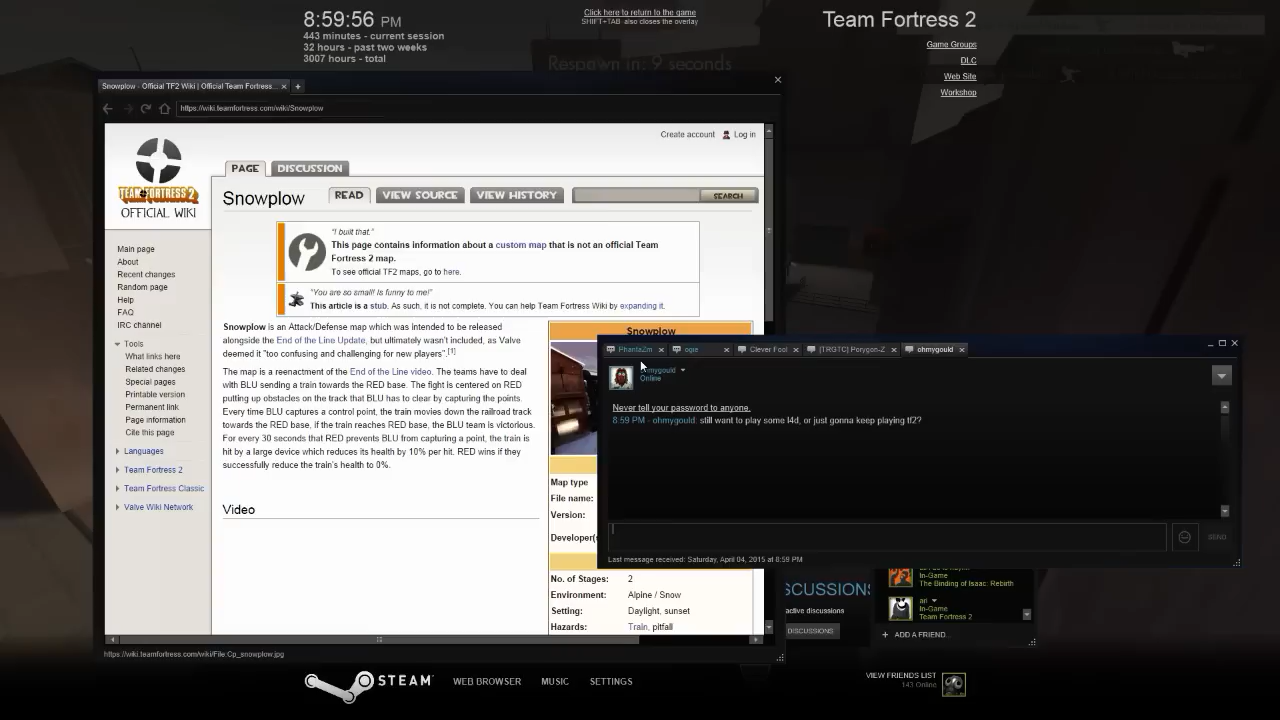 8:59:56 PM
443 minutes - current session
32 hours - past two weeks
3007 hours - total
Click here to return to the game
SHIFT+TAB also closes the overlay
Team Fortress 2
Game Groups
DLC
Web Site
Workshop
Respawn in: 9 seconds
Snowplow - Official TF2 Wiki | Official Team Fortress...
https://wiki.teamfortress.com/wiki/Snowplow
Create account Log in
TEAM FORTRESS 2
OFFICIAL WIKI
PAGE DISCUSSION
Snowplow READ VIEW SOURCE VIEW HISTORY SEARCH
"I built that."
This page contains information about a custom map that is not an official Team
Fortress 2 map.
To see official TF2 maps, go to here.
"You are so small! Is funny to me!"
This article is a stub. As such, it is not complete. You can help Team Fortress Wiki by expanding it.
Main page
About
Recent changes
Random page
Help
FAQ
IRC channel
Tools
What links here
Related changes
Special pages
Printable version
Permanent link
Page information
Cite this page
Languages
Team Fortress 2
Team Fortress Classic
Valve Wiki Network
Snowplow is an Attack/Defense map which was intended to be released
alongside the End of the Line Update, but ultimately wasn't included, as Valve
deemed it "too confusing and challenging for new players".[1]
The map is a reenactment of the End of the Line video. The teams have to
deal with BLU sending a train towards the RED base. The fight is centered on RED
putting up obstacles on the track that BLU has to clear by capturing the points.
Every time BLU captures a control point, the train moves down the railroad track
towards the RED base, if the train reaches RED base, the BLU team is victorious.
For every 30 seconds that RED prevents BLU from capturing a point, the train is
hit by a large device which reduces its health by 10% per hit. RED wins if they
successfully reduce the train's health to 0%.
Video
Snowplow
Map type
File name:
Version:
Developer(s
No. of Stages: 2
Environment: Alpine / Snow
Setting: Daylight, sunset
Hazards: Train, pitfall
PhantaZm ogie Clever Fool [TRGTC] Porygon-Z ohmygould
ohmygould
Online
Never tell your password to anyone.
8:59 PM - ohmygould: still want to play some l4d, or just gonna keep playing tf2?
SEND
Last message received: Saturday, April 04, 2015 at 8:59 PM
DISCUSSIONS
active discussions
DISCUSSIONS
In-Game
The Binding of Isaac: Rebirth
ari
In-Game
Team Fortress 2
ADD A FRIEND...
https://wiki.teamfortress.com/wiki/File:Cp_snowplow.jpg
STEAM WEB BROWSER MUSIC SETTINGS
VIEW FRIENDS LIST
143 Online